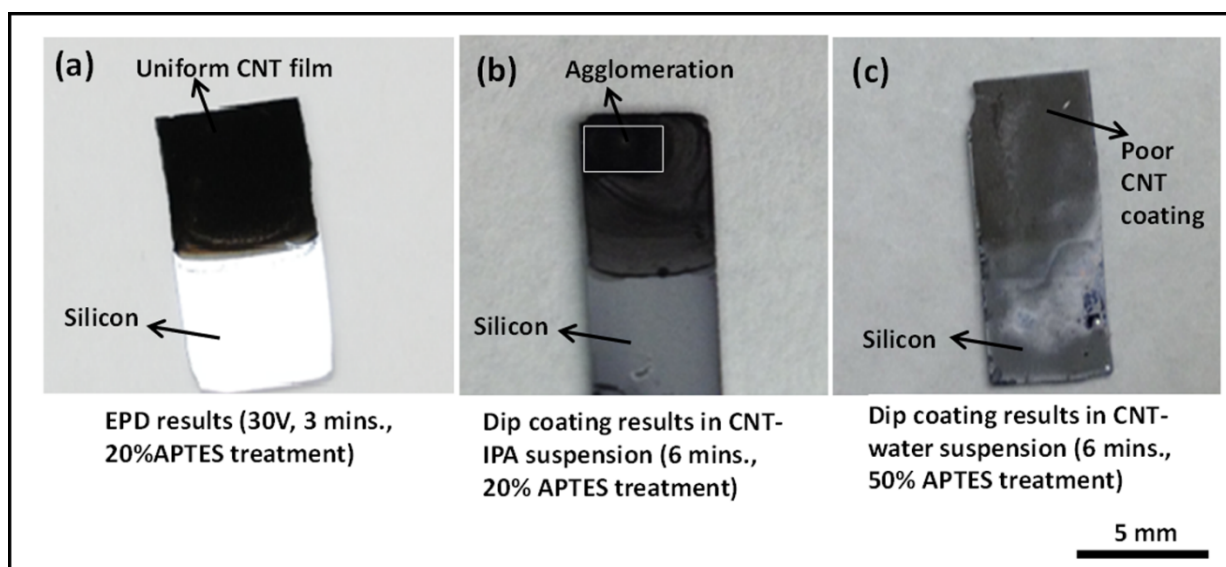 (a)
Uniform CNT film
Silicon
EPD results (30V, 3 mins.,
20%APTES treatment)
(b)
Agglomeration
Silicon
Dip coating results in CNT-
IPA suspension (6 mins.,
20% APTES treatment)
(c)
Poor
CNT
coating
Silicon
Dip coating results in CNT-
water suspension (6 mins.,
50% APTES treatment)
5 mm